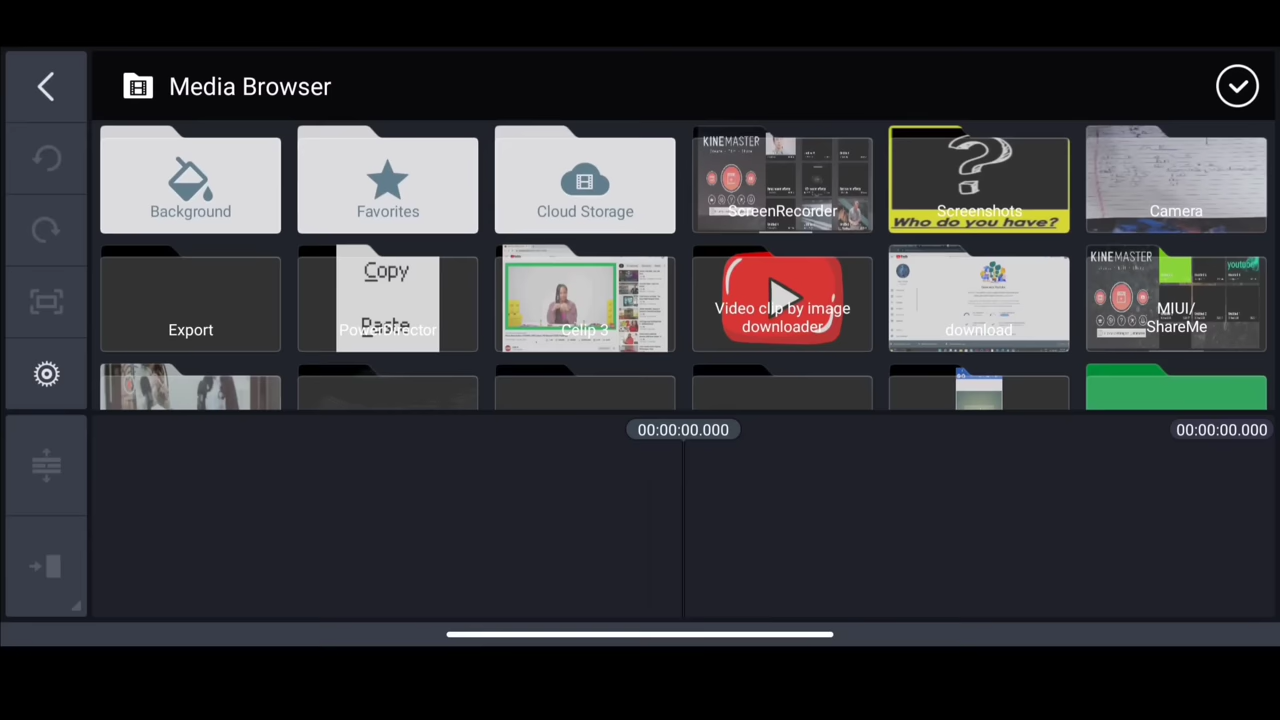 Media Browser
Background
Favorites
Cloud Storage
KINEMASTER
ScreenRecorder
Screenshots
Who do you have?
Camera
Export
Copy
PowerDirector
Paste
Celip 3
Video clip by image
downloader
download
KINEMASTER
MIUI/
ShareMe
00:00:00.000
00:00:00.000